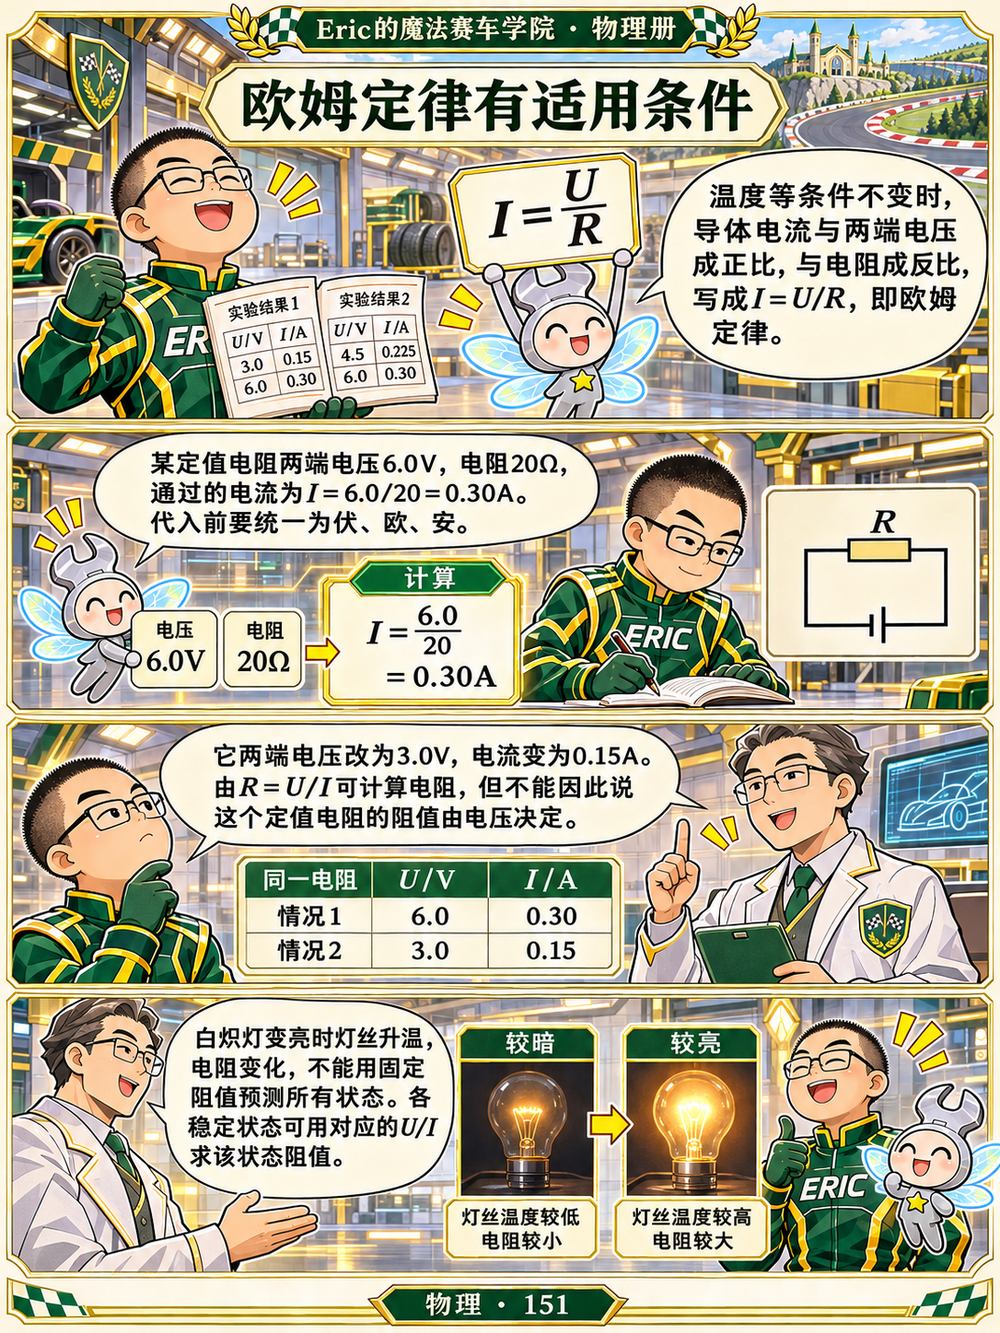 Eric的魔法赛车学院 · 物理册
欧姆定律有适用条件
I=U/R
温度等条件不变时，
导体电流与两端电压
成正比，与电阻成反比，
写成I=U/R，即欧姆
定律。
ERIC
实验结果1
U/V I/A
3.0 0.15
6.0 0.30
实验结果2
U/V I/A
4.5 0.225
6.0 0.30
某定值电阻两端电压6.0V，电阻20Ω，
通过的电流为I=6.0/20=0.30A。
代入前要统一为伏、欧、安。
电压
6.0V
电阻
20Ω
计算
I=6.0/20
=0.30A
ERIC
R
它两端电压改为3.0V，电流变为0.15A。
由R=U/I可计算电阻，但不能因此说
这个定值电阻的阻值由电压决定。
同一电阻 U/V I/A
情况1 6.0 0.30
情况2 3.0 0.15
白炽灯变亮时灯丝升温，
电阻变化，不能用固定
阻值预测所有状态。各
稳定状态可用对应的U/I
求该状态阻值。
较暗
灯丝温度较低
电阻较小
较亮
灯丝温度较高
电阻较大
ERIC
物理 · 151